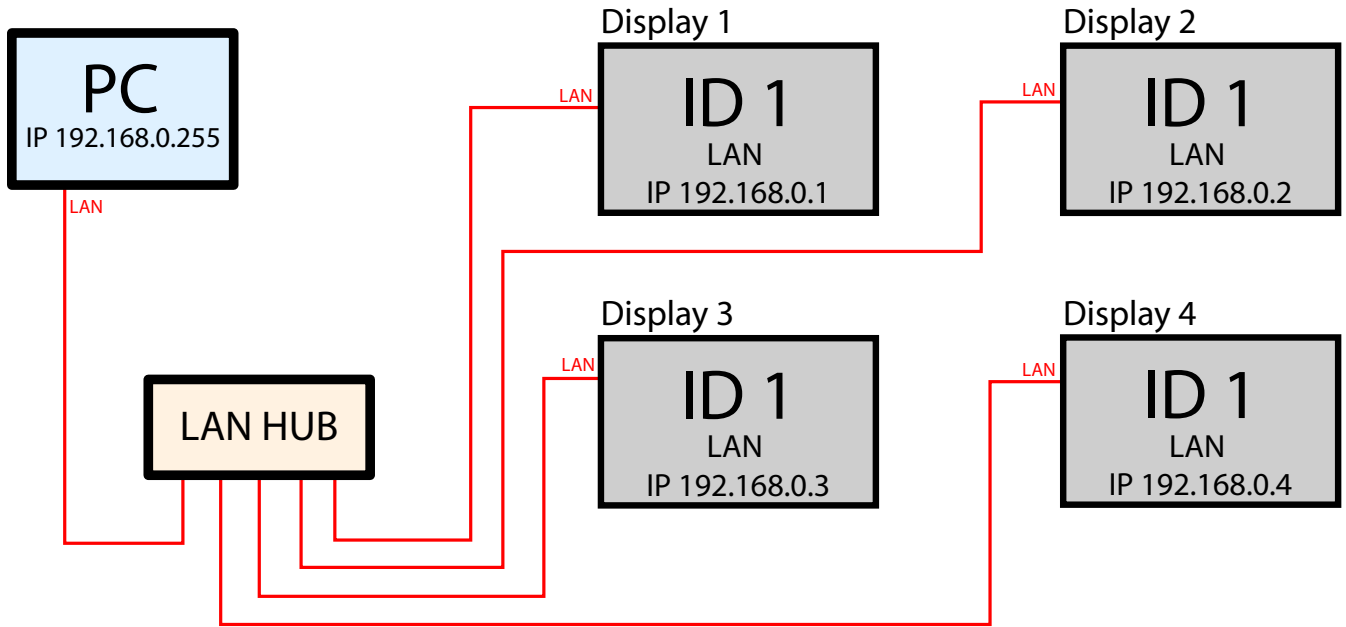 PC
IP 192.168.0.255
LAN
LAN HUB
Display 1
LAN
ID 1
LAN
IP 192.168.0.1
Display 2
LAN
ID 1
LAN
IP 192.168.0.2
Display 3
LAN
ID 1
LAN
IP 192.168.0.3
Display 4
LAN
ID 1
LAN
IP 192.168.0.4